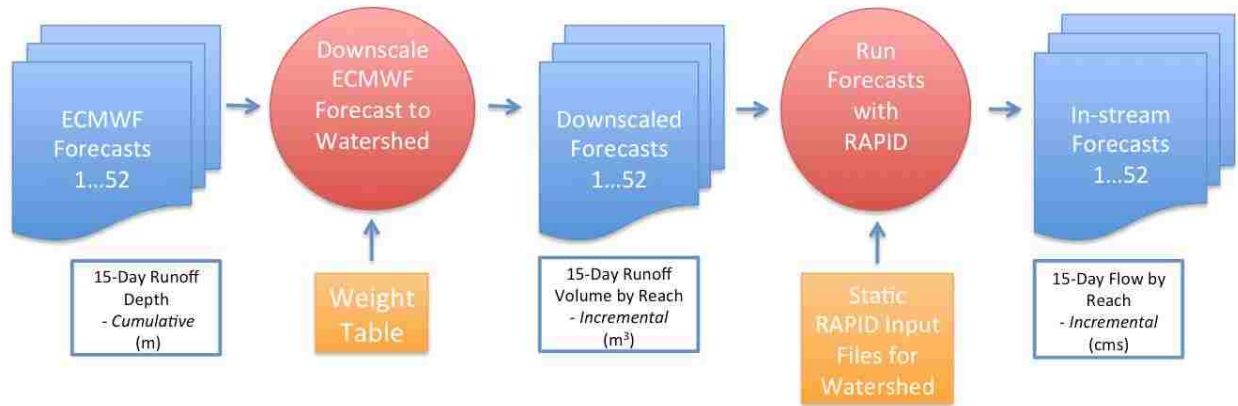 ECMWF
Forecasts
1...52
Downscale
ECMWF
Forecast to
Watershed
Downscaled
Forecasts
1...52
Run
Forecasts
with
RAPID
In-stream
Forecasts
1...52
15-Day Runoff
Depth
- Cumulative
(m)
Weight
Table
15-Day Runoff
Volume by Reach
- Incremental
(m³)
Static
RAPID Input
Files for
Watershed
15-Day Flow by
Reach
- Incremental
(cms)